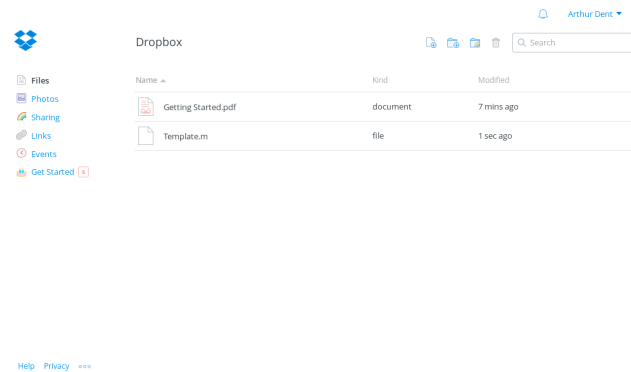 Arthur Dent
Dropbox
Search
Files
Photos
Sharing
Links
Events
Get Started
Name Kind Modified
Getting Started.pdf document 7 mins ago
Template.m file 1 sec ago
Help Privacy